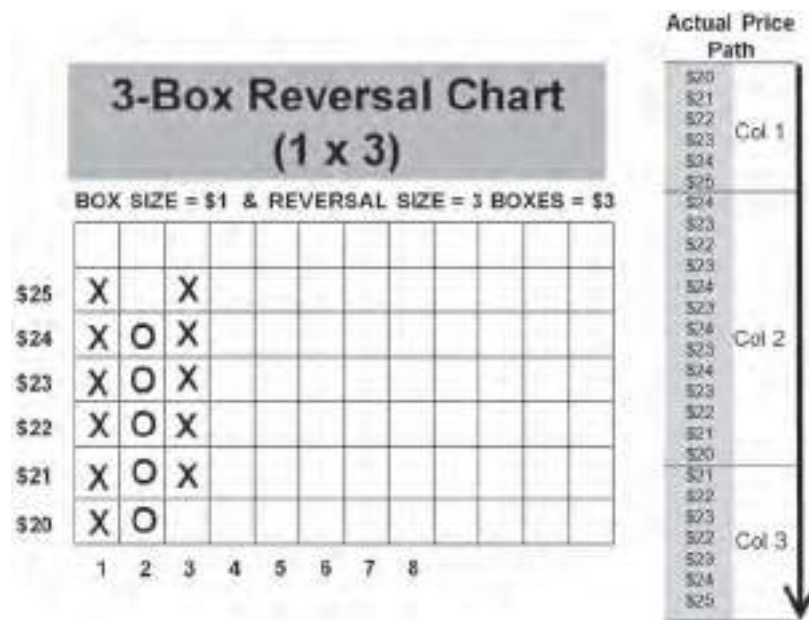 3-Box Reversal Chart
(1 x 3)
BOX SIZE = $1 & REVERSAL SIZE = 3 BOXES = $3
$25 X X
$24 X O X
$23 X O X
$22 X O X
$21 X O X
$20 X O
1 2 3 4 5 6 7 8
Actual Price
Path
$20
$21
$22
$23 Col 1
$24
$25
$24
$23
$22
$23
$24
$23
$24 Col 2
$23
$24
$23
$22
$21
$20
$21
$22
$23
$22 Col 3
$23
$24
$25